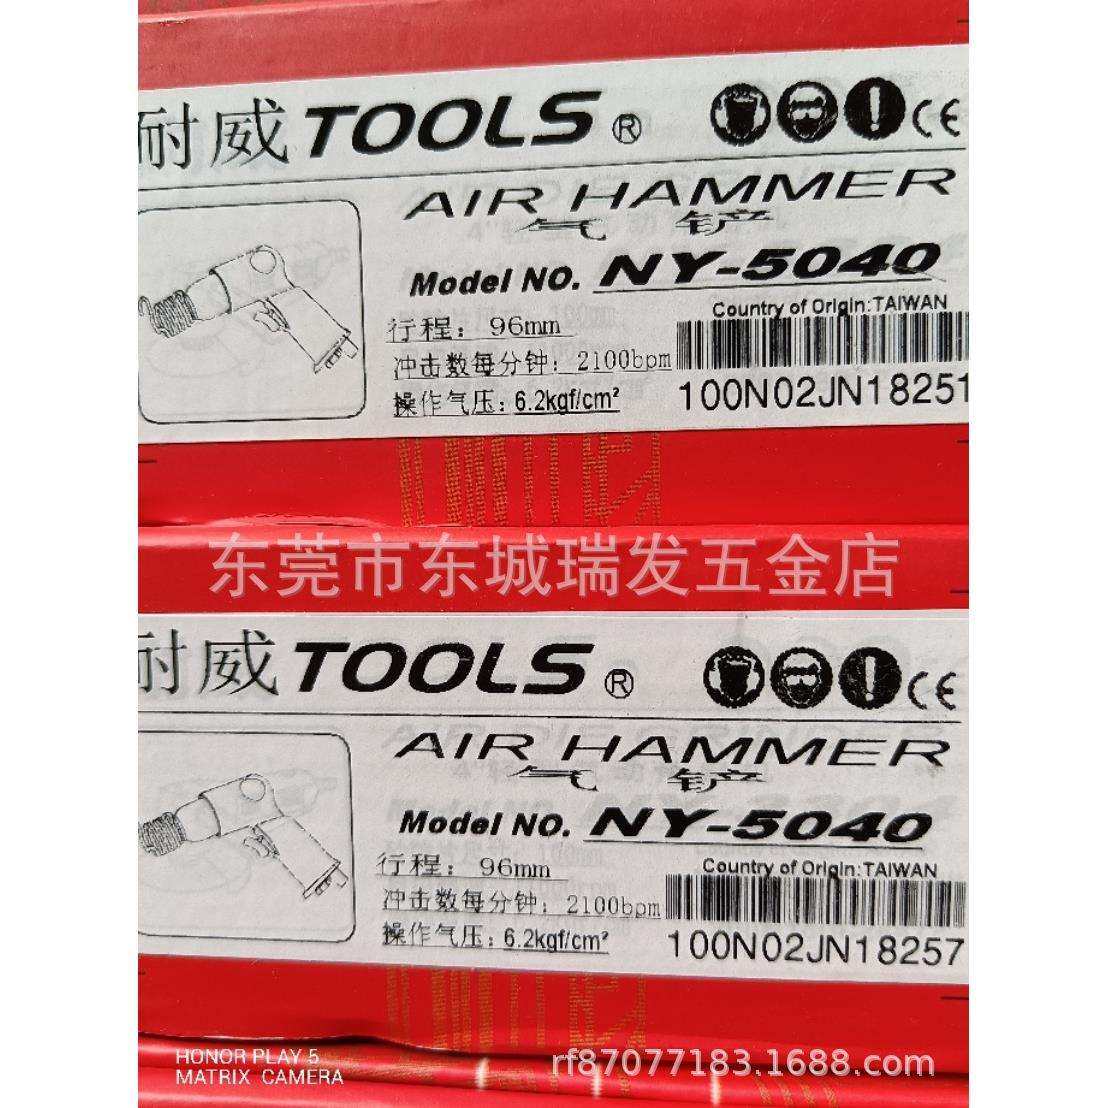 耐威TOOLS®
CE
AIR HAMMER
气 铲
Model NO. NY-5040
Country of Origin:TAIWAN
行程: 96mm
冲击数每分钟: 2100bpm
操作气压: 6.2kgf/cm²
100N02JN18251
东莞市东城瑞发五金店
耐威TOOLS®
CE
AIR HAMMER
气 铲
Model NO. NY-5040
Country of Origin:TAIWAN
行程: 96mm
冲击数每分钟: 2100bpm
操作气压: 6.2kgf/cm²
100N02JN18257
HONOR PLAY 5
MATRIX CAMERA
rf87077183.1688.com